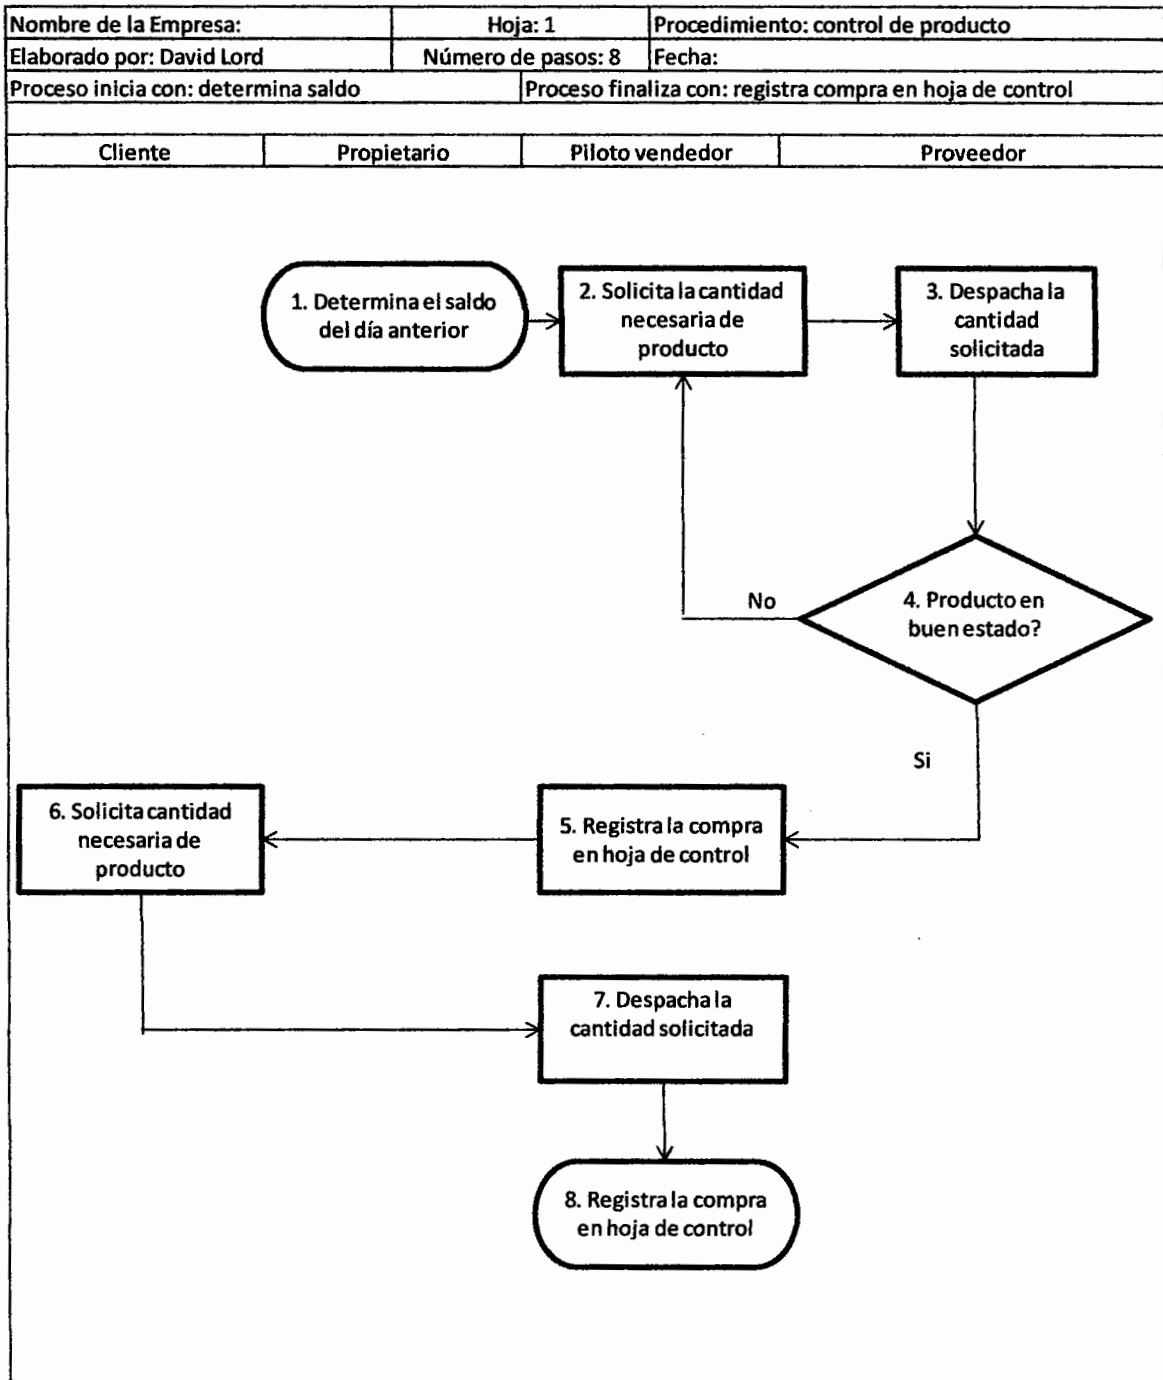 Nombre de la Empresa:
Hoja: 1
Procedimiento: control de producto
Elaborado por: David Lord
Número de pasos: 8
Fecha:
Proceso inicia con: determina saldo
Proceso finaliza con: registra compra en hoja de control
Cliente
Propietario
Piloto vendedor
Proveedor
1. Determina el saldo
del día anterior
2. Solicita la cantidad
necesaria de
producto
3. Despacha la
cantidad
solicitada
4. Producto en
buen estado?
No
Si
5. Registra la compra
en hoja de control
6. Solicita cantidad
necesaria de
producto
7. Despacha la
cantidad solicitada
8. Registra la compra
en hoja de control